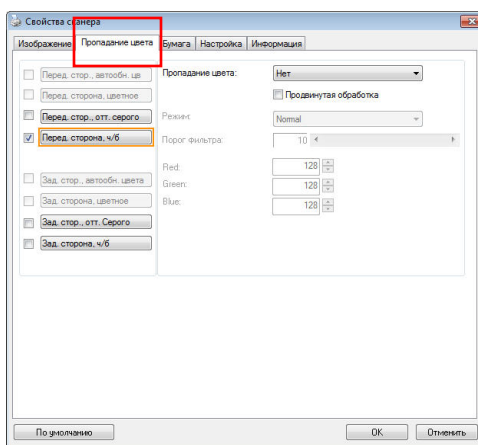 Свойства сканера
Изображение Пропадание цвета Бумага Настройка Информация
Перед. стор., автообн. цв
Перед. сторона, цветное
Перед. стор., отт. серого
Перед. сторона, ч/б
Зад. стор., автообн. цвета
Зад. сторона, цветное
Зад. стор., отт. Серого
Зад. сторона, ч/б
Пропадание цвета: Нет
Продвинутая обработка
Режим: Normal
Порог фильтра: 10
Red: 128
Green: 128
Blue: 128
По умолчанию OK Отменить